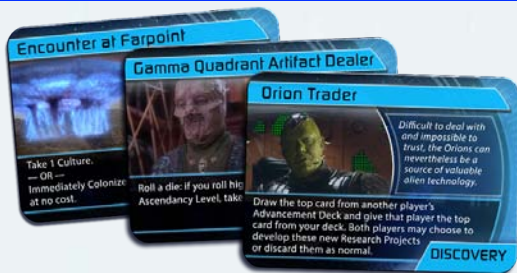 Encounter at Farpoint
Take 1 Culture.
— OR —
Immediately Colonize
at no cost.
Gamma Quadrant Artifact Dealer
Roll a die: if you roll hig
Ascendancy Level, take
Orion Trader
Difficult to deal with
and impossible to
trust, the Orions can
nevertheless be a
source of valuable
alien technology.
Draw the top card from another player's
Advancement Deck and give that player the top
card from your deck. Both players may choose to
develop these new Research Projects
or discard them as normal.
DISCOVERY